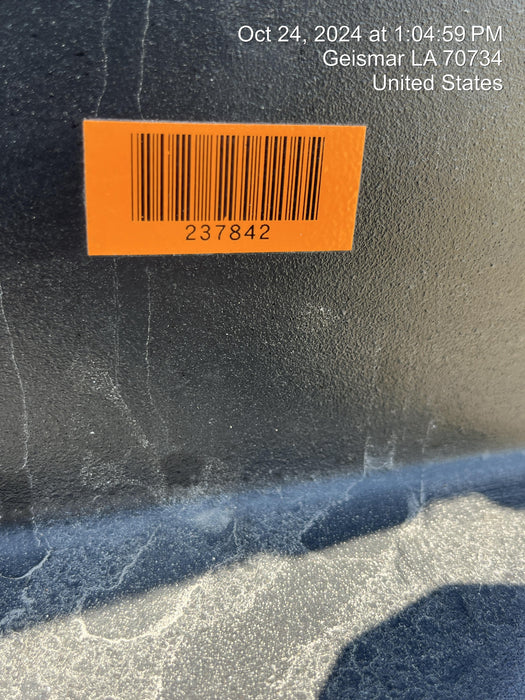 Oct 24, 2024 at 1:04:59 PM
Geismar LA 70734
United States
237842